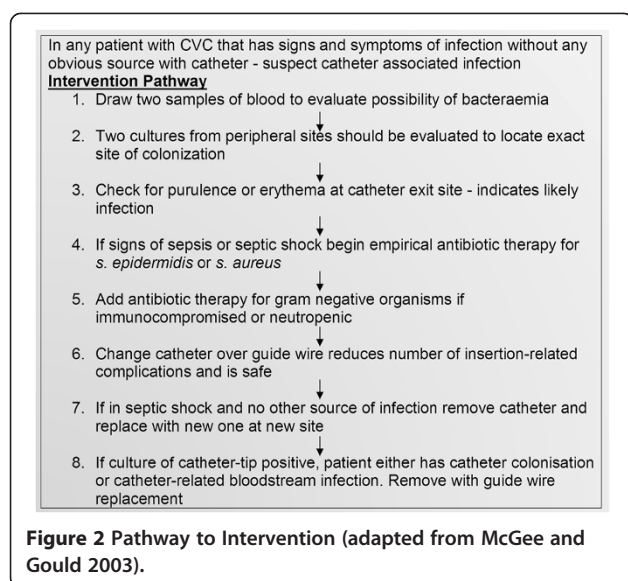 In any patient with CVC that has signs and symptoms of infection without any
obvious source with catheter - suspect catheter associated infection
Intervention Pathway
1. Draw two samples of blood to evaluate possibility of bacteraemia
2. Two cultures from peripheral sites should be evaluated to locate exact
site of colonization
3. Check for purulence or erythema at catheter exit site - indicates likely
infection
4. If signs of sepsis or septic shock begin empirical antibiotic therapy for
s. epidermidis or s. aureus
5. Add antibiotic therapy for gram negative organisms if
immunocompromised or neutropenic
6. Change catheter over guide wire reduces number of insertion-related
complications and is safe
7. If in septic shock and no other source of infection remove catheter and
replace with new one at new site
8. If culture of catheter-tip positive, patient either has catheter colonisation
or catheter-related bloodstream infection. Remove with guide wire
replacement
Figure 2 Pathway to Intervention (adapted from McGee and
Gould 2003).